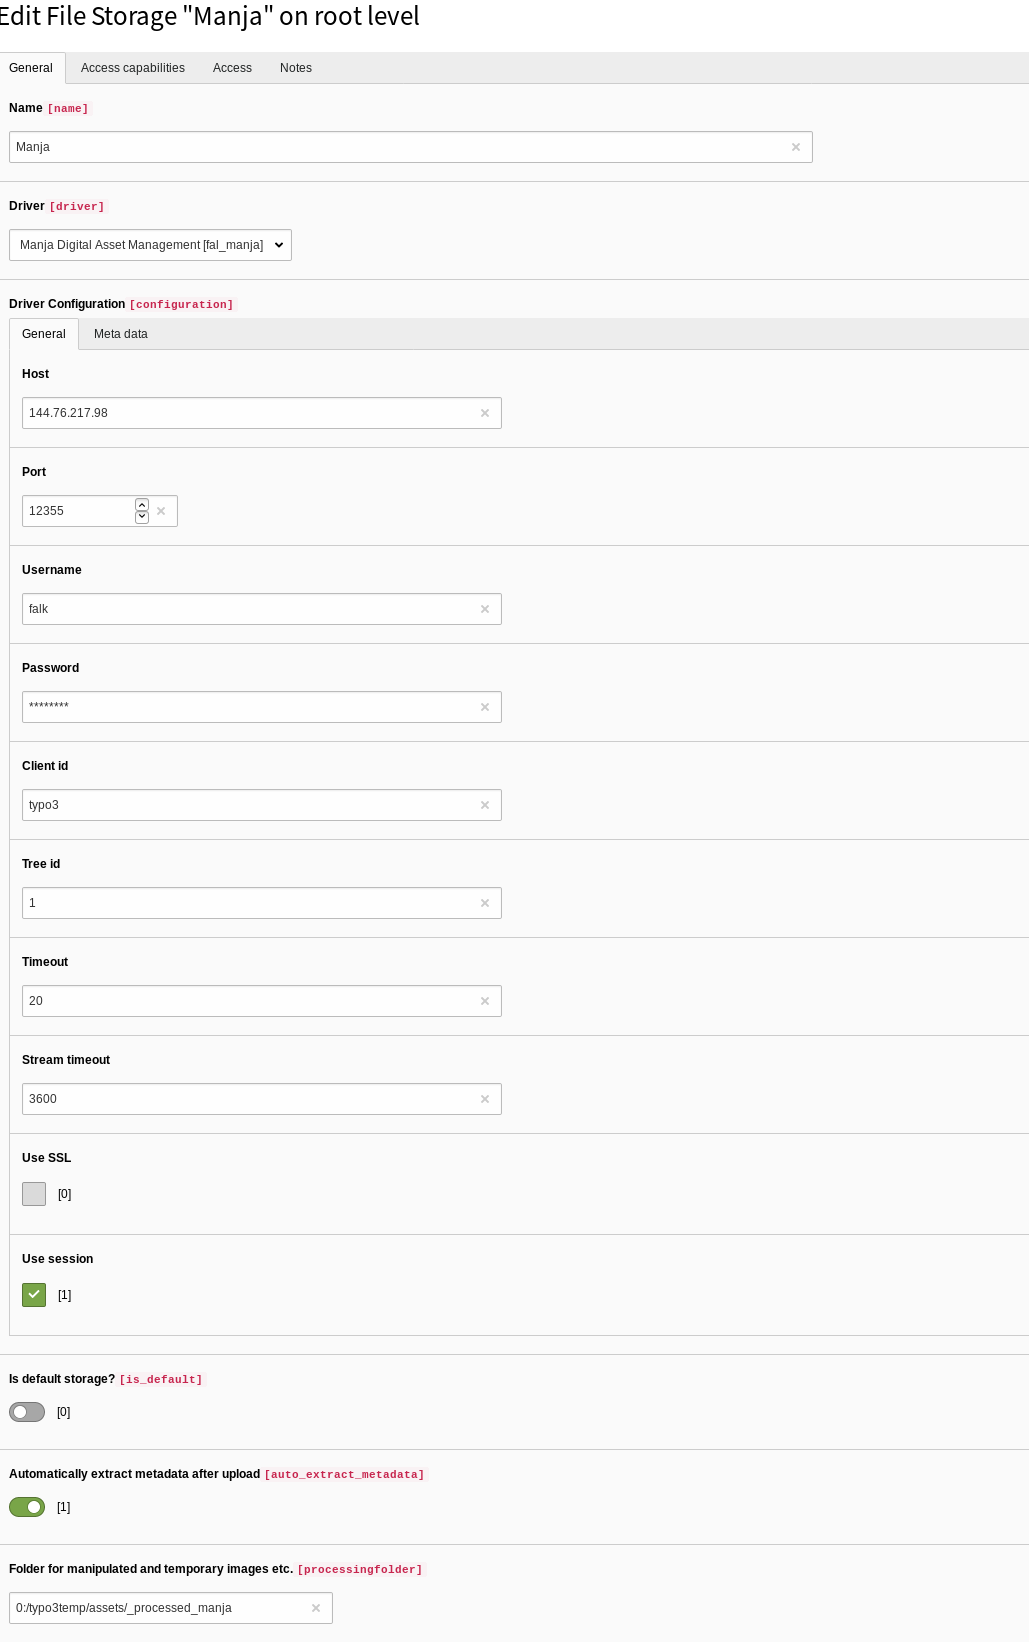 Edit File Storage "Manja" on root level
General Access capabilities Access Notes
Name [name]
Manja
Driver [driver]
Manja Digital Asset Management [fal_manja]
Driver Configuration [configuration]
General Meta data
Host
144.76.217.98
Port
12355
Username
falk
Password
********
Client id
typo3
Tree id
1
Timeout
20
Stream timeout
3600
Use SSL
[0]
Use session
[1]
Is default storage? [is_default]
[0]
Automatically extract metadata after upload [auto_extract_metadata]
[1]
Folder for manipulated and temporary images etc. [processingfolder]
0:/typo3temp/assets/_processed_manja